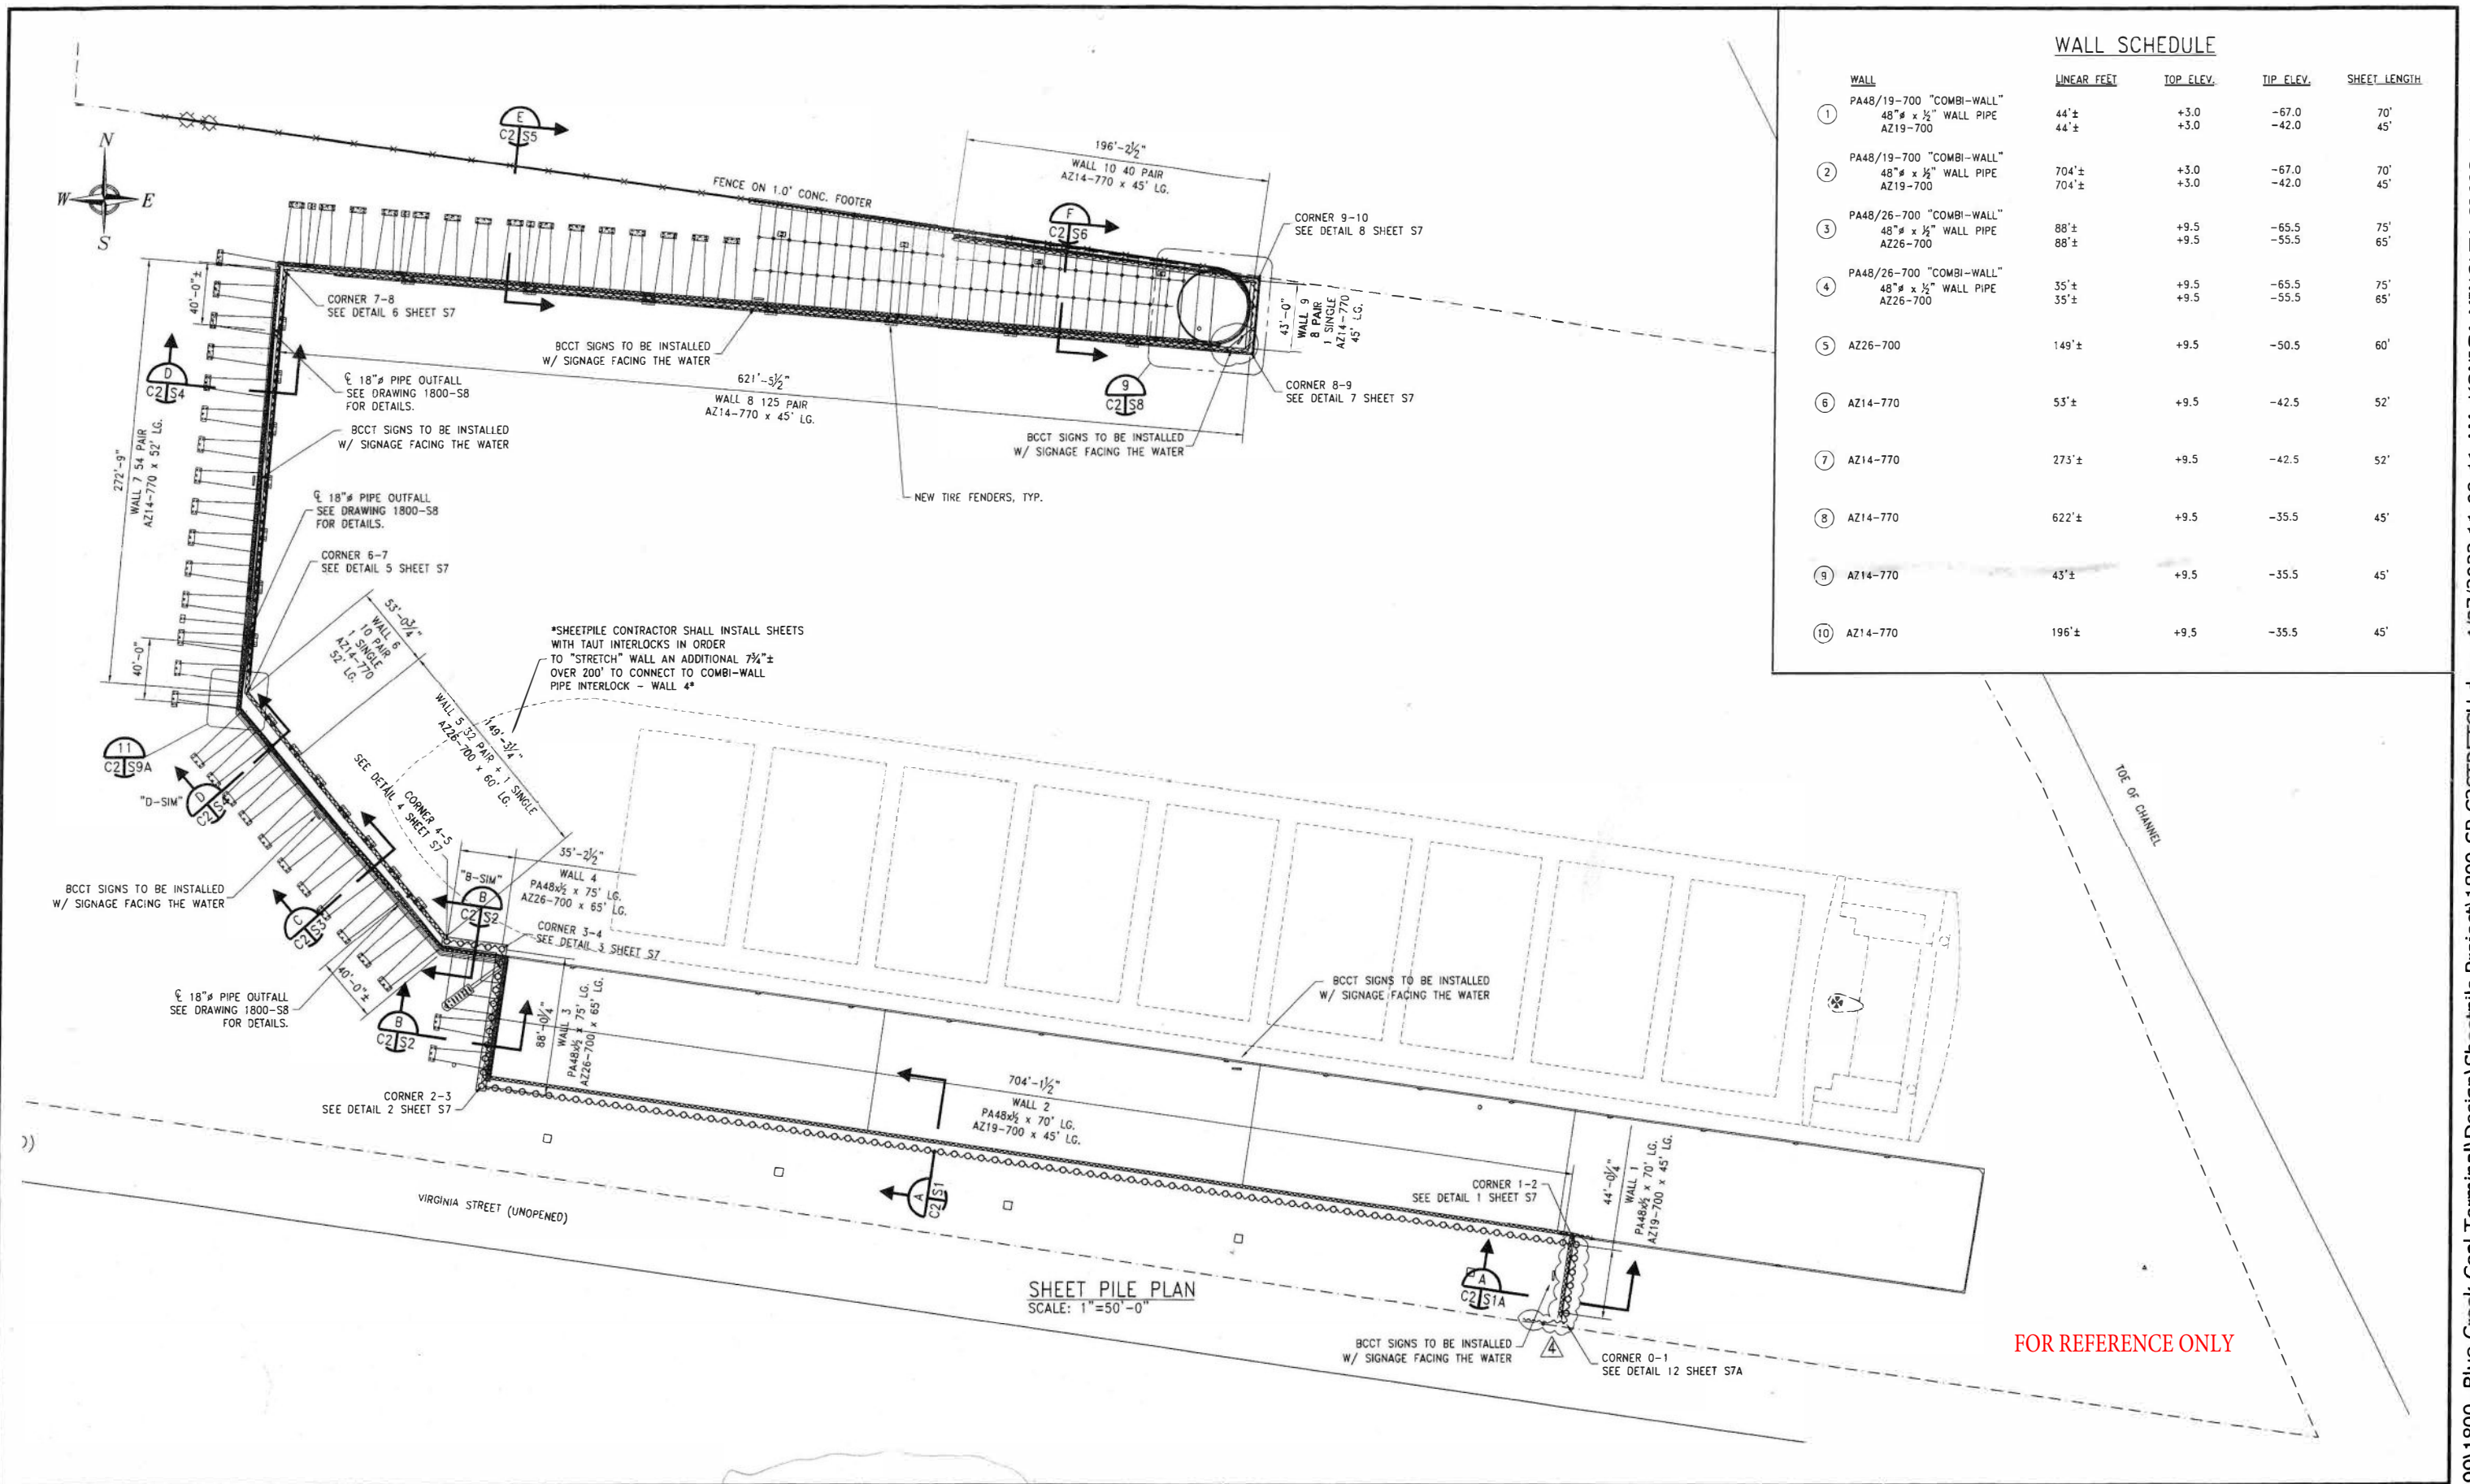 WALL SCHEDULE
WALL LINEAR FEET TOP ELEV. TIP ELEV. SHEET LENGTH
1 PA48/19-700 "COMBI-WALL"
48"ø x ½" WALL PIPE 44'± +3.0 -67.0 70'
AZ19-700 44'± +3.0 -42.0 45'
2 PA48/19-700 "COMBI-WALL"
48"ø x ½" WALL PIPE 704'± +3.0 -67.0 70'
AZ19-700 704'± +3.0 -42.0 45'
3 PA48/26-700 "COMBI-WALL"
48"ø x ½" WALL PIPE 88'± +9.5 -65.5 75'
AZ26-700 88'± +9.5 -55.5 65'
4 PA48/26-700 "COMBI-WALL"
48"ø x ½" WALL PIPE 35'± +9.5 -65.5 75'
AZ26-700 35'± +9.5 -55.5 65'
5 AZ26-700 149'± +9.5 -50.5 60'
6 AZ14-770 53'± +9.5 -42.5 52'
7 AZ14-770 273'± +9.5 -42.5 52'
8 AZ14-770 622'± +9.5 -35.5 45'
9 AZ14-770 43'± +9.5 -35.5 45'
10 AZ14-770 196'± +9.5 -35.5 45'
N
W E
S
E
C2 S5
196'-2½"
WALL 10 40 PAIR
AZ14-770 x 45' LG.
FENCE ON 1.0' CONC. FOOTER
F
C2 S6
CORNER 9-10
SEE DETAIL 8 SHEET S7
40'-0"±
CORNER 7-8
SEE DETAIL 6 SHEET S7
43'-0"
WALL 9
8 PAIR
1 SINGLE
AZ14-770
45' LG.
BCCT SIGNS TO BE INSTALLED
W/ SIGNAGE FACING THE WATER
D
C2 S4
℄ 18"ø PIPE OUTFALL
SEE DRAWING 1800-S8
FOR DETAILS.
621'-5½"
WALL 8 125 PAIR
AZ14-770 x 45' LG.
9
C2 S8
CORNER 8-9
SEE DETAIL 7 SHEET S7
BCCT SIGNS TO BE INSTALLED
W/ SIGNAGE FACING THE WATER
BCCT SIGNS TO BE INSTALLED
W/ SIGNAGE FACING THE WATER
272'-9"
WALL 7 54 PAIR
AZ14-770 x 52' LG.
NEW TIRE FENDERS, TYP.
℄ 18"ø PIPE OUTFALL
SEE DRAWING 1800-S8
FOR DETAILS.
CORNER 6-7
SEE DETAIL 5 SHEET S7
53'-0¾"
WALL 6
10 PAIR
1 SINGLE
AZ14-770
52' LG.
40'-0"
*SHEETPILE CONTRACTOR SHALL INSTALL SHEETS
WITH TAUT INTERLOCKS IN ORDER
TO "STRETCH" WALL AN ADDITIONAL 7¾"±
OVER 200' TO CONNECT TO COMBI-WALL
PIPE INTERLOCK - WALL 4*
149'-3¼"
WALL 5 32 PAIR + 1 SINGLE
AZ26-700 x 60' LG.
11
C2 S9A
"D-SIM"
D
C2 S4
CORNER 4-5
SEE DETAIL 4 SHEET S7
35'-2½"
WALL 4
PA48x½ x 75' LG.
AZ26-700 x 65' LG.
"B-SIM"
B
C2 S2
BCCT SIGNS TO BE INSTALLED
W/ SIGNAGE FACING THE WATER
C
C2 S3
CORNER 3-4
SEE DETAIL 3 SHEET S7
40'-0"±
℄ 18"ø PIPE OUTFALL
SEE DRAWING 1800-S8
FOR DETAILS.
B
C2 S2
88'-0¼"
WALL 3
PA48x½ x 75' LG.
AZ26-700 x 65' LG.
BCCT SIGNS TO BE INSTALLED
W/ SIGNAGE FACING THE WATER
TOE OF CHANNEL
CORNER 2-3
SEE DETAIL 2 SHEET S7
704'-1½"
WALL 2
PA48x½ x 70' LG.
AZ19-700 x 45' LG.
A
C2 S1
VIRGINIA STREET (UNOPENED)
CORNER 1-2
SEE DETAIL 1 SHEET S7
44'-0¼"
WALL 1
PA48x½ x 70' LG.
AZ19-700 x 45' LG.
A
C2 S1A
SHEET PILE PLAN
SCALE: 1"=50'-0"
BCCT SIGNS TO BE INSTALLED
W/ SIGNAGE FACING THE WATER
4
CORNER 0-1
SEE DETAIL 12 SHEET S7A
FOR REFERENCE ONLY